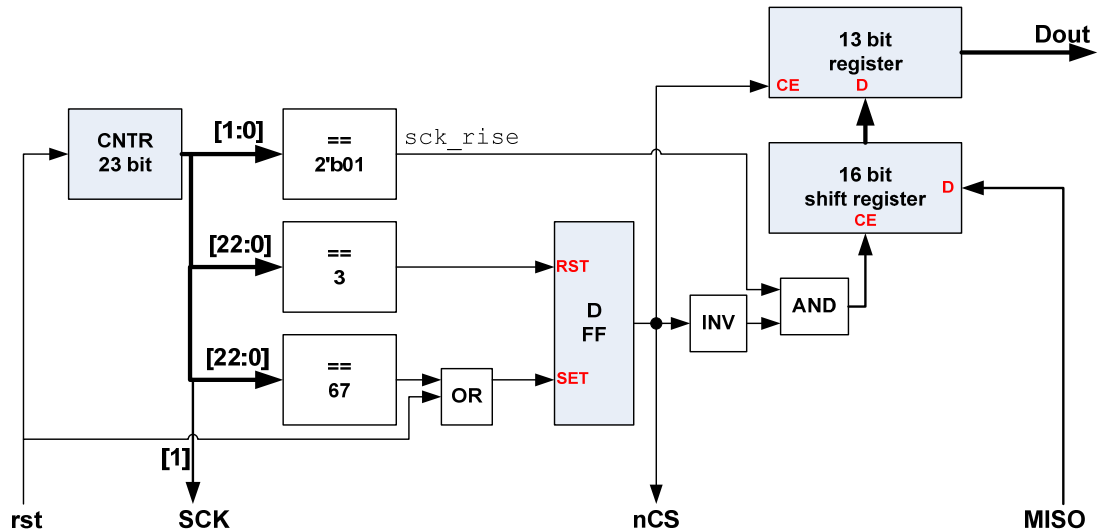 13 bit
register
CE
D
Dout
CNTR
23 bit
[1:0]
==
2'b01
sck_rise
16 bit
shift register
D
CE
[22:0]
==
3
RST
D
FF
SET
INV
AND
[22:0]
==
67
OR
[1]
rst
SCK
nCS
MISO